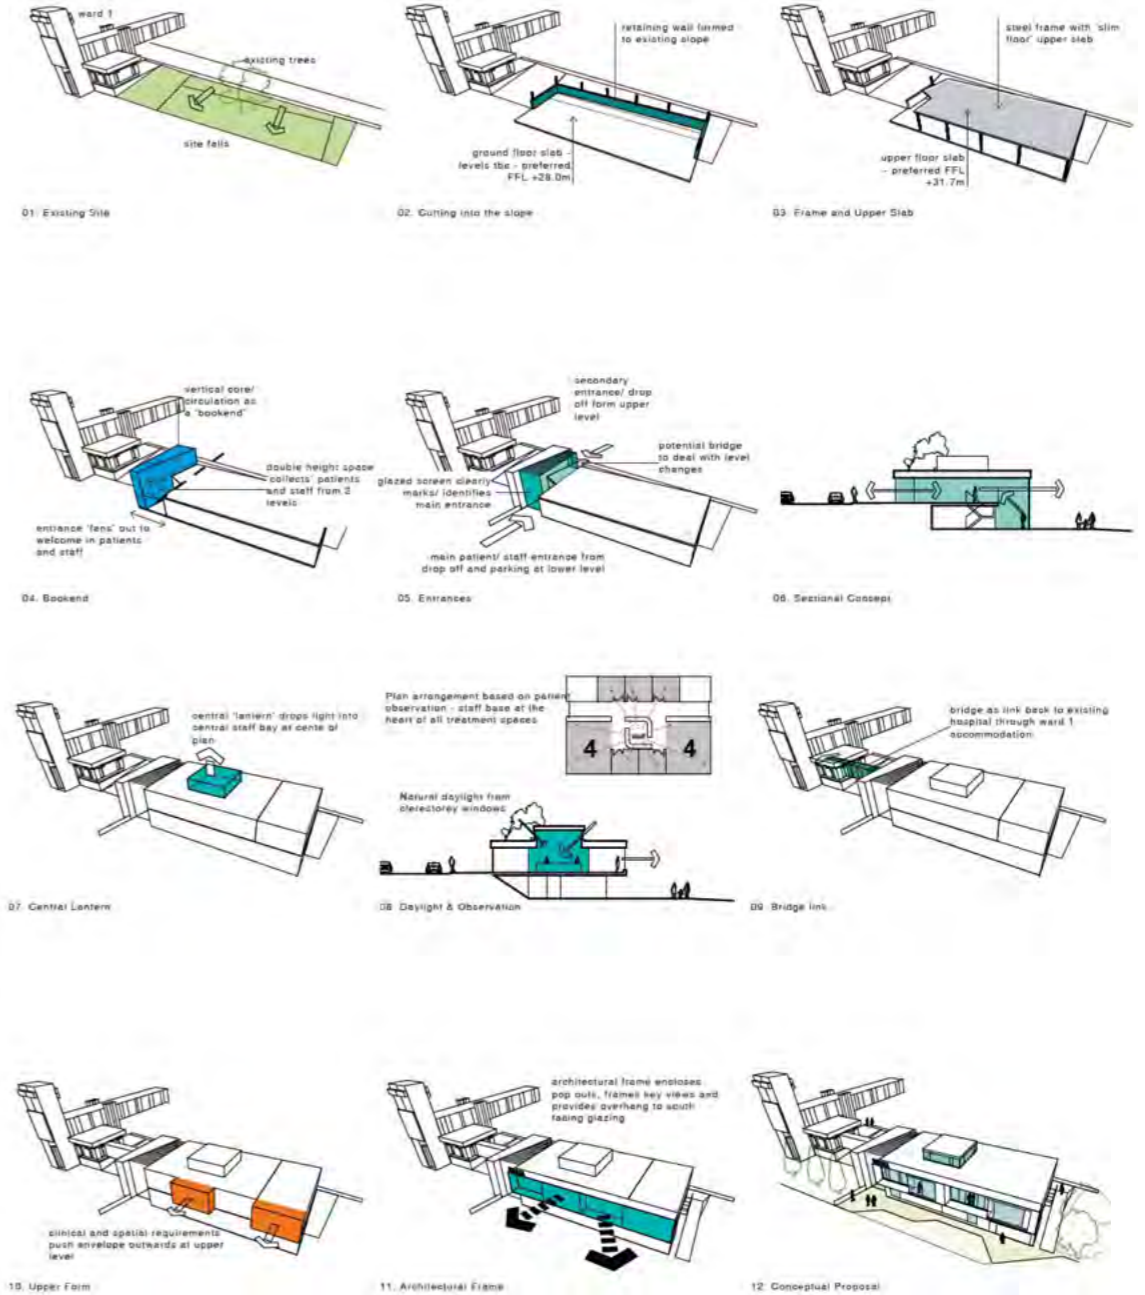 ward 1
existing trees
site falls
01. Existing Site
retaining wall formed
to existing slope
ground floor slab -
levels tbc - preferred
FFL +28.0m
02. Cutting into the slope
steel frame with 'slim
floor' upper slab
upper floor slab
- preferred FFL
+31.7m
03. Frame and Upper Slab
vertical core/
circulation as
a 'bookend'
double height space
'collects' patients
and staff from 2
levels
entrance 'fans' out to
welcome in patients
and staff
04. Bookend
secondary
entrance/ drop
off form upper
level
potential bridge
to deal with level
changes
glazed screen clearly
marks/ identifies
main entrance
main patient/ staff entrance from
drop off and parking at lower level
05. Entrances
06. Sectional Concept
central 'lantern' drops light into
central staff bay at cente of
plan
07. Central Lantern
Plan arrangement based on patient
observation - staff base at the
heart of all treatment spaces
4
staff
4
Natural daylight from
clerestorey windows
08. Daylight & Observation
bridge as link back to existing
hospital through ward 1
accommodation
09. Bridge link
clinical and spatial requirements
push envelope outwards at upper
level
10. Upper Form
architectural frame encloses
pop outs, frames key views and
provides overhang to south
facing glazing
11. Architectural Frame
12. Conceptual Proposal